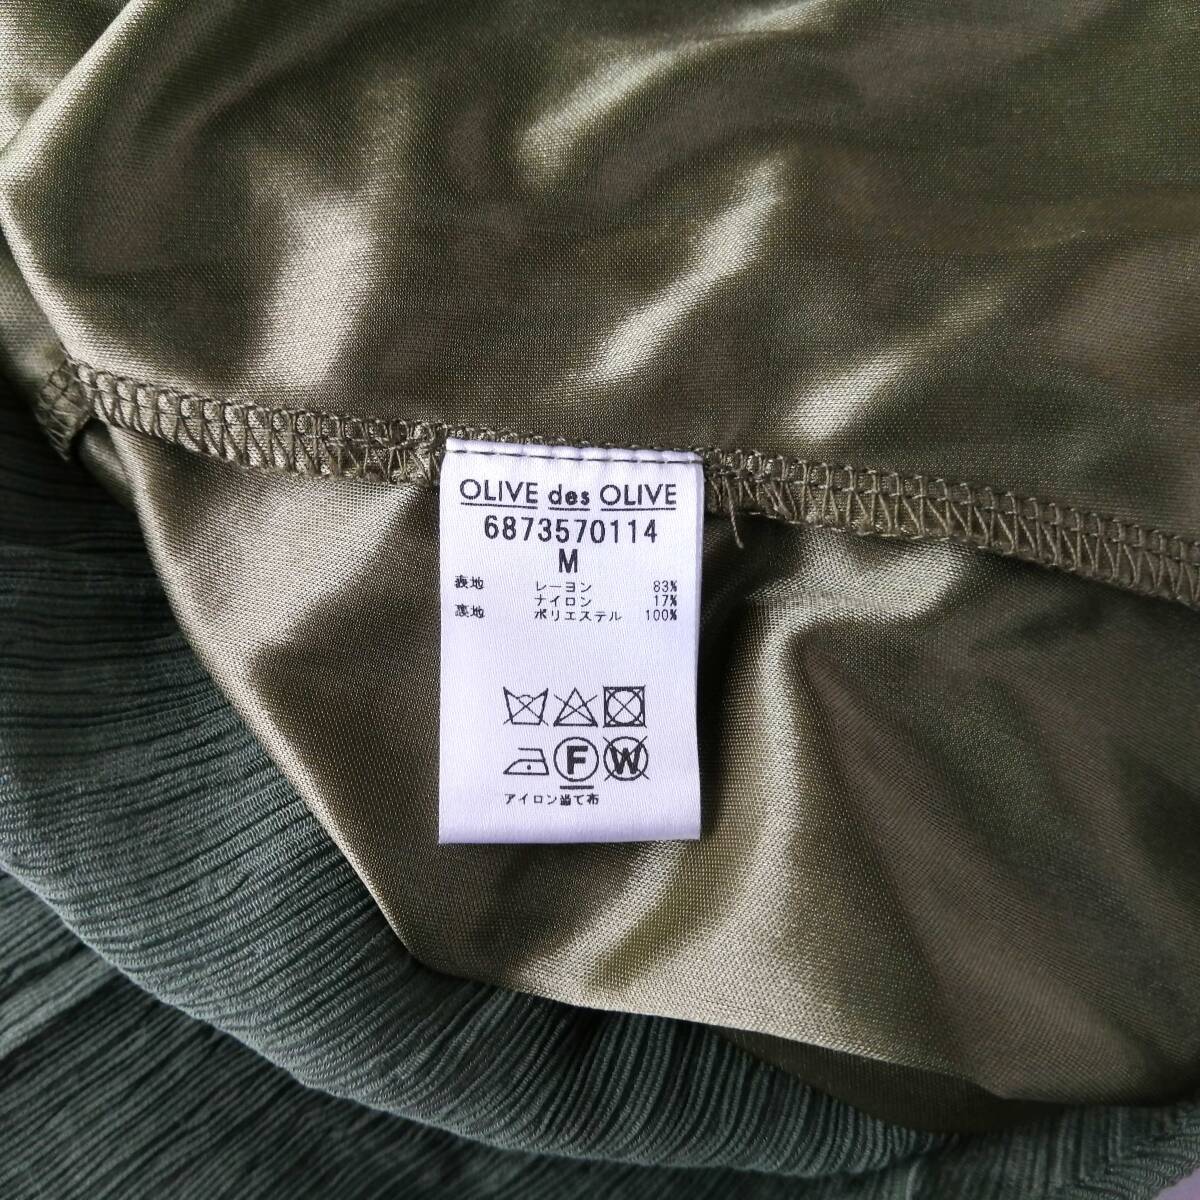 OLIVE des OLIVE
6873570114
M
表地 レーヨン 83%
ナイロン 17%
裏地 ポリエステル 100%
F W
アイロン当て布